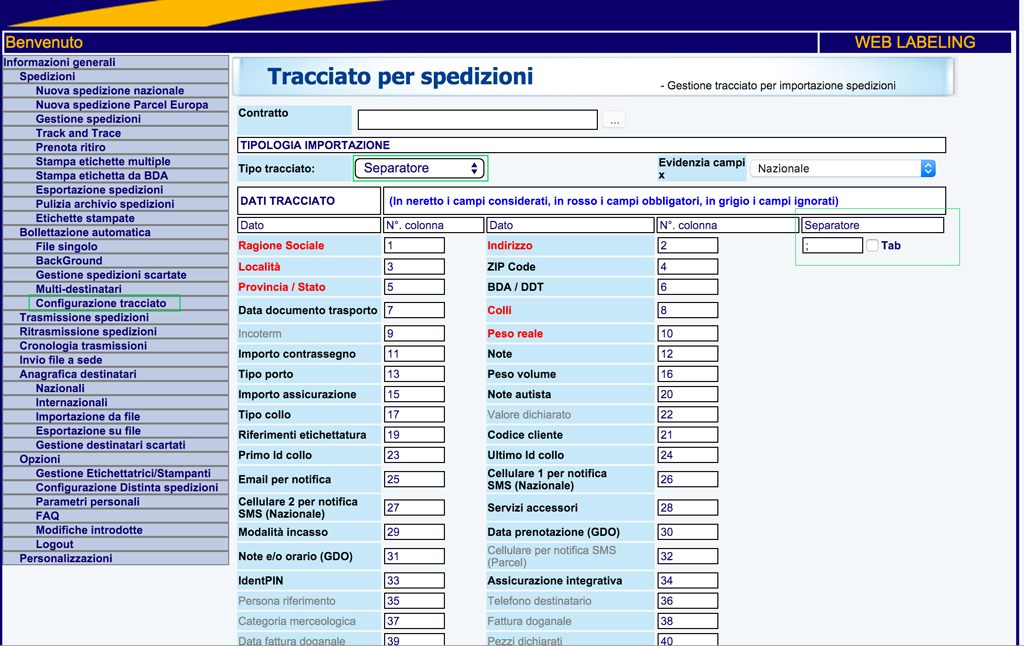 Benvenuto
WEB LABELING
Informazioni generali
Spedizioni
Nuova spedizione nazionale
Nuova spedizione Parcel Europa
Gestione spedizioni
Track and Trace
Prenota ritiro
Stampa etichette multiple
Stampa etichetta da BDA
Esportazione spedizioni
Pulizia archivio spedizioni
Etichette stampate
Bollettazione automatica
File singolo
BackGround
Gestione spedizioni scartate
Multi-destinatari
Configurazione tracciato
Trasmissione spedizioni
Ritrasmissione spedizioni
Cronologia trasmissioni
Invio file a sede
Anagrafica destinatari
Nazionali
Internazionali
Importazione da file
Esportazione su file
Gestione destinatari scartati
Opzioni
Gestione Etichettatrici/Stampanti
Configurazione Distinta spedizioni
Parametri personali
FAQ
Modifiche introdotte
Logout
Personalizzazioni
Tracciato per spedizioni
- Gestione tracciato per importazione spedizioni
Contratto
...
TIPOLOGIA IMPORTAZIONE
Tipo tracciato: Separatore Evidenzia campi x Nazionale
DATI TRACCIATO (In neretto i campi considerati, in rosso i campi obbligatori, in grigio i campi ignorati)
Dato N°. colonna Dato N°. colonna Separatore
Ragione Sociale 1 Indirizzo 2 ; Tab
Località 3 ZIP Code 4
Provincia / Stato 5 BDA / DDT 6
Data documento trasporto 7 Colli 8
Incoterm 9 Peso reale 10
Importo contrassegno 11 Note 12
Tipo porto 13 Peso volume 16
Importo assicurazione 15 Note autista 20
Tipo collo 17 Valore dichiarato 22
Riferimenti etichettatura 19 Codice cliente 21
Primo Id collo 23 Ultimo Id collo 24
Email per notifica 25 Cellulare 1 per notifica SMS (Nazionale) 26
Cellulare 2 per notifica SMS (Nazionale) 27 Servizi accessori 28
Modalità incasso 29 Data prenotazione (GDO) 30
Note e/o orario (GDO) 31 Cellulare per notifica SMS (Parcel) 32
IdentPIN 33 Assicurazione integrativa 34
Persona riferimento 35 Telefono destinatario 36
Categoria merceologica 37 Fattura doganale 38
Data fattura doganale 39 Pezzi dichiarati 40